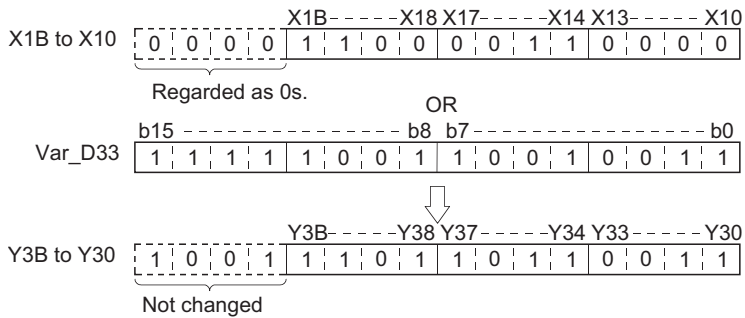 X1B X18 X17 X14 X13 X10
X1B to X10 0 0 0 0 1 1 0 0 0 0 1 1 0 0 0 0
Regarded as 0s.
OR
b15 b8 b7 b0
Var_D33 1 1 1 1 1 0 0 1 1 0 0 1 0 0 1 1
Y3B Y38 Y37 Y34 Y33 Y30
Y3B to Y30 1 0 0 1 1 1 0 1 1 0 1 1 0 0 1 1
Not changed